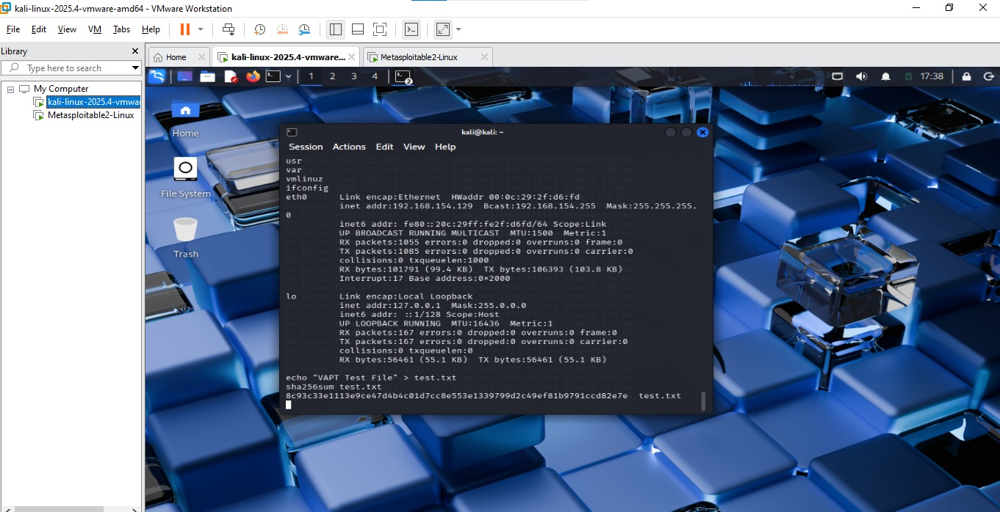 kali-linux-2025.4-vmware-amd64 - VMware Workstation
File Edit View VM Tabs Help
Library
Type here to search
My Computer
kali-linux-2025.4-vmwar
Metasploitable2-Linux
Home
kali-linux-2025.4-vmware...
Metasploitable2-Linux
1 2 3 4
2
17:38
Home
File System
Trash
kali@kali: ~
Session Actions Edit View Help
usr
var
vmlinuz
ifconfig
eth0 Link encap:Ethernet HWaddr 00:0c:29:2f:d6:fd
inet addr:192.168.154.129 Bcast:192.168.154.255 Mask:255.255.255.
0
inet6 addr: fe80::20c:29ff:fe2f:d6fd/64 Scope:Link
UP BROADCAST RUNNING MULTICAST MTU:1500 Metric:1
RX packets:1055 errors:0 dropped:0 overruns:0 frame:0
TX packets:1085 errors:0 dropped:0 overruns:0 carrier:0
collisions:0 txqueuelen:1000
RX bytes:101791 (99.4 KB) TX bytes:106393 (103.8 KB)
Interrupt:17 Base address:0×2000
lo Link encap:Local Loopback
inet addr:127.0.0.1 Mask:255.0.0.0
inet6 addr: ::1/128 Scope:Host
UP LOOPBACK RUNNING MTU:16436 Metric:1
RX packets:167 errors:0 dropped:0 overruns:0 frame:0
TX packets:167 errors:0 dropped:0 overruns:0 carrier:0
collisions:0 txqueuelen:0
RX bytes:56461 (55.1 KB) TX bytes:56461 (55.1 KB)
echo "VAPT Test File" > test.txt
sha256sum test.txt
8c93c33e1113e9ce47d4b4c01d7cc8e553e1339799d2c49ef81b9791ccd82e7e test.txt